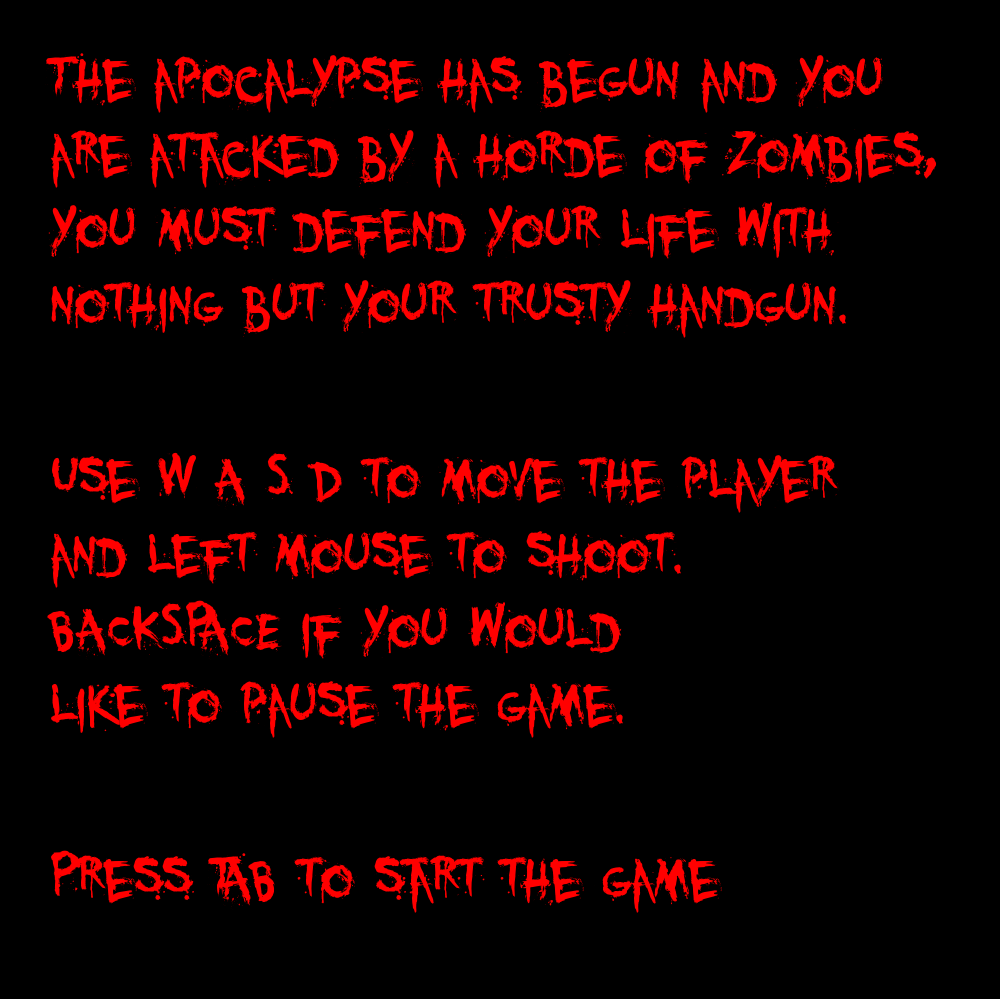 THE APOCALYPSE HAS BEGUN AND YOU
ARE ATTACKED BY A HORDE OF ZOMBIES,
YOU MUST DEFEND YOUR LIFE WITH
NOTHING BUT YOUR TRUSTY HANDGUN.
USE W A S D TO MOVE THE PLAYER
AND LEFT MOUSE TO SHOOT.
BACKSPACE IF YOU WOULD
LIKE TO PAUSE THE GAME.
PRESS TAB TO START THE GAME